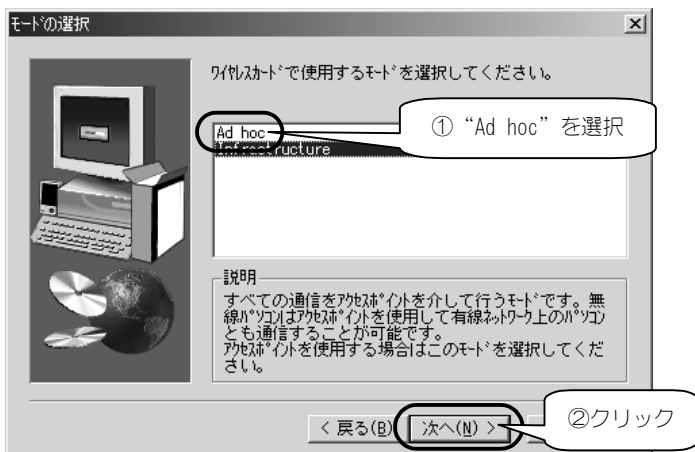 モードの選択
ワイヤレスカードで使用するモードを選択してください。
Ad hoc
Infrastructure
① “Ad hoc”を選択
説明
すべての通信をアクセスポイントを介して行うモードです。無
線パソコンはアクセスポイントを使用して有線ネットワーク上のパソコン
とも通信することが可能です。
アクセスポイントを使用する場合はこのモードを選択してくだ
さい。
< 戻る(B)
次へ(N) >
②クリック